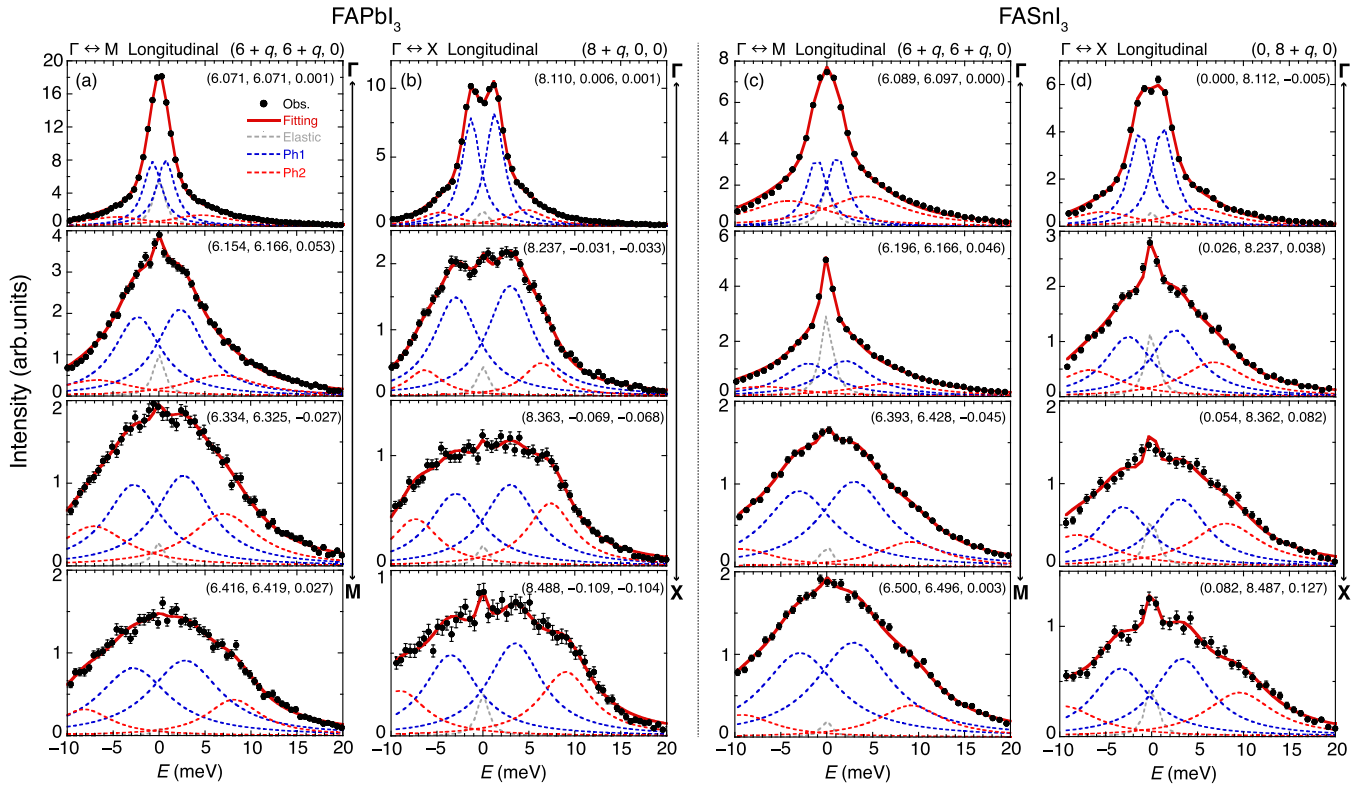 FAPbI₃ FASnI₃
Γ ↔ M Longitudinal (6 + q, 6 + q, 0)
Γ ↔ X Longitudinal (8 + q, 0, 0)
Γ ↔ M Longitudinal (6 + q, 6 + q, 0)
Γ ↔ X Longitudinal (0, 8 + q, 0)
Intensity (arb.units)
(a) (6.071, 6.071, 0.001) Γ
Obs.
Fitting
Elastic
Ph1
Ph2
20
16
12
8
4
0
(6.154, 6.166, 0.053)
4
3
2
1
0
(6.334, 6.325, −0.027)
2
1
0
(6.416, 6.419, 0.027) M
2
1
0
−10 −5 0 5 10 15 20
E (meV)
(b) (8.110, 0.006, 0.001) Γ
10
5
0
(8.237, −0.031, −0.033)
2
1
0
(8.363, −0.069, −0.068)
1
0
(8.488, −0.109, −0.104) X
1
0
−10 −5 0 5 10 15 20
E (meV)
(c) (6.089, 6.097, 0.000) Γ
8
6
4
2
0
(6.196, 6.166, 0.046)
6
4
2
0
(6.393, 6.428, −0.045)
2
1
0
(6.500, 6.496, 0.003) M
2
1
0
−10 −5 0 5 10 15 20
E (meV)
(d) (0.000, 8.112, −0.005) Γ
6
4
2
0
(0.026, 8.237, 0.038)
3
2
1
0
(0.054, 8.362, 0.082)
2
1
0
(0.082, 8.487, 0.127) X
1
0
−10 −5 0 5 10 15 20
E (meV)